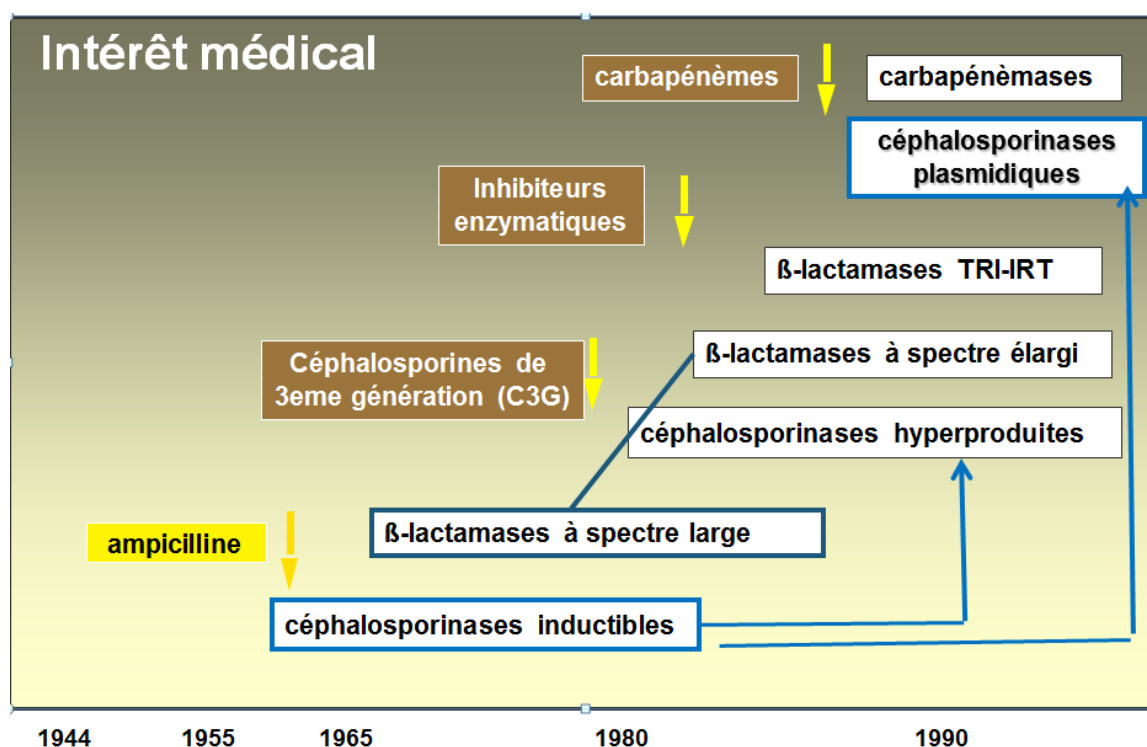 Intérêt médical
carbapénèmes
carbapénèmases
céphalosporinases
plasmidiques
Inhibiteurs
enzymatiques
ß-lactamases TRI-IRT
ß-lactamases à spectre élargi
Céphalosporines de
3eme génération (C3G)
céphalosporinases hyperproduites
ß-lactamases à spectre large
ampicilline
céphalosporinases inductibles
1944 1955 1965 1980 1990